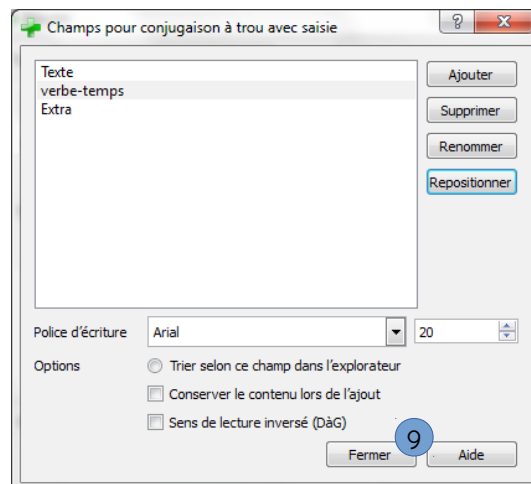 Champs pour conjugaison à trou avec saisie
Texte
verbe-temps
Extra
Ajouter
Supprimer
Renommer
Repositionner
Police d'écriture Arial 20
Options Trier selon ce champ dans l'explorateur
Conserver le contenu lors de l'ajout
Sens de lecture inversé (DàG)
Fermer 9 Aide